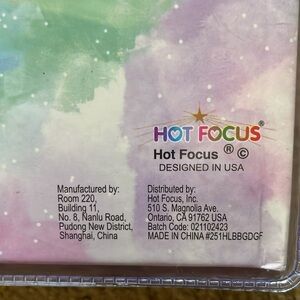 HOT FOCUS®
Hot Focus ® ©
DESIGNED IN USA
Manufactured by:
Room 220,
Building 11,
No. 8, Nanlu Road,
Pudong New District,
Shanghai, China
Distributed by:
Hot Focus, Inc.
510 S. Magnolia Ave.
Ontario, CA 91762 USA
Batch Code: 021102423
MADE IN CHINA #251HLBBGDGF